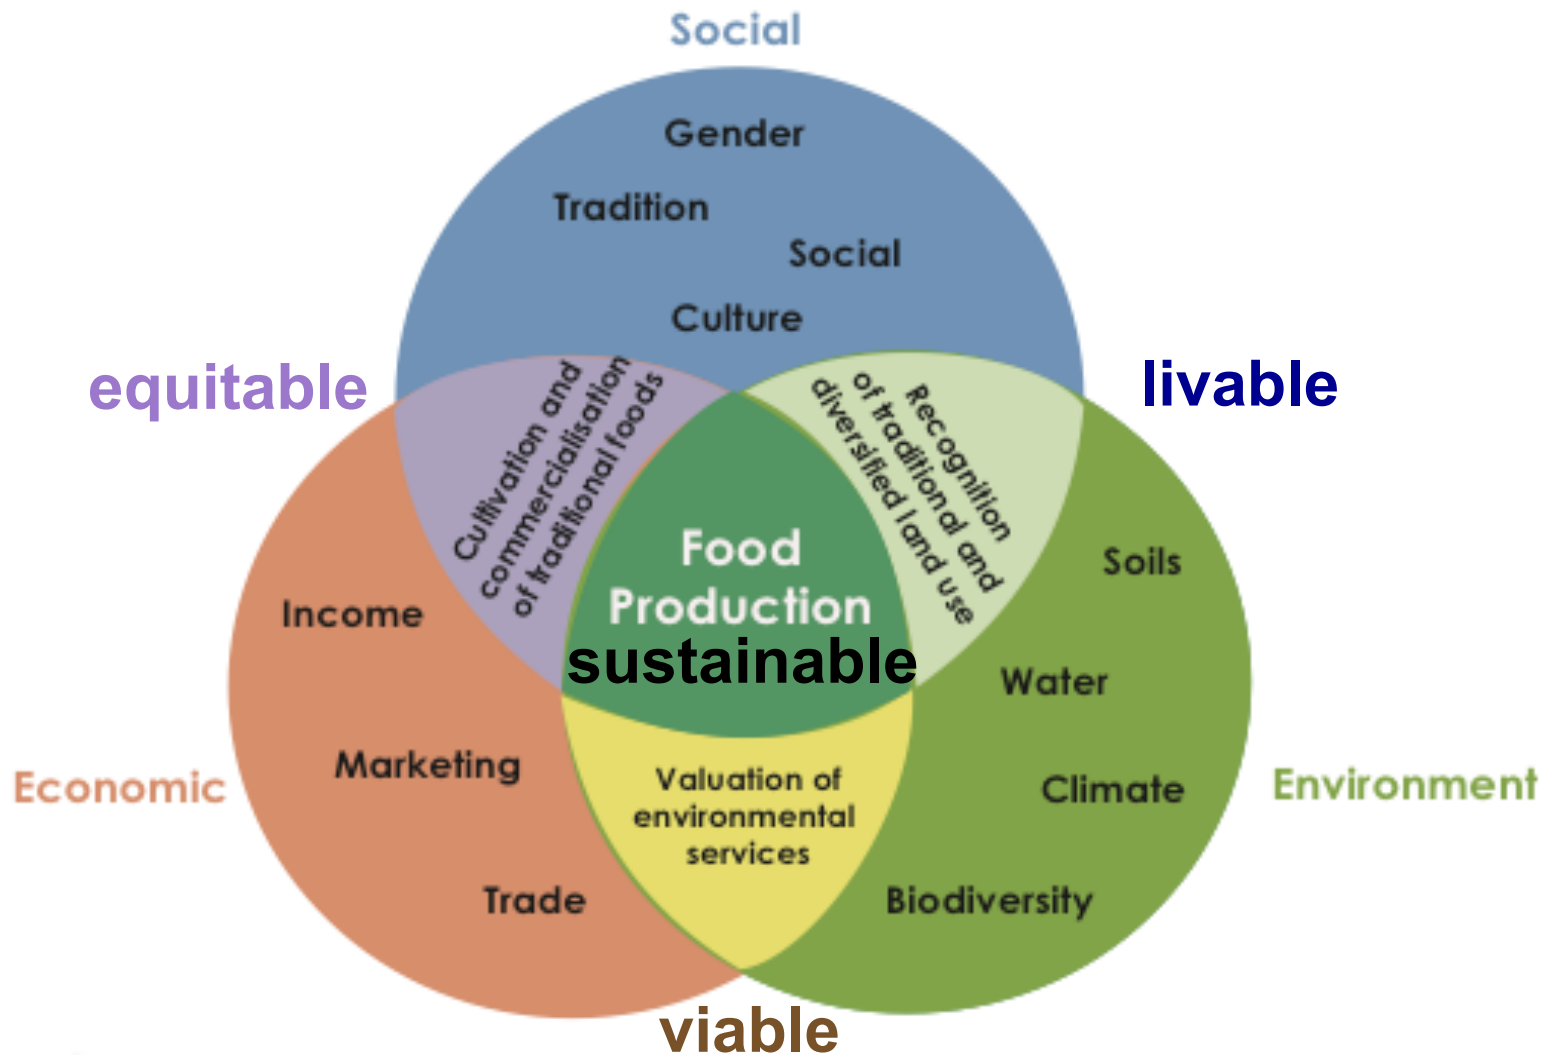 Social
Gender
Tradition
Social
Culture
equitable
livable
Cultivation and
commercialisation
of traditional foods
Recognition
of traditional and
diversified land use
Food
Production
sustainable
Income
Marketing
Trade
Economic
Soils
Water
Climate
Biodiversity
Environment
Valuation of
environmental
services
viable